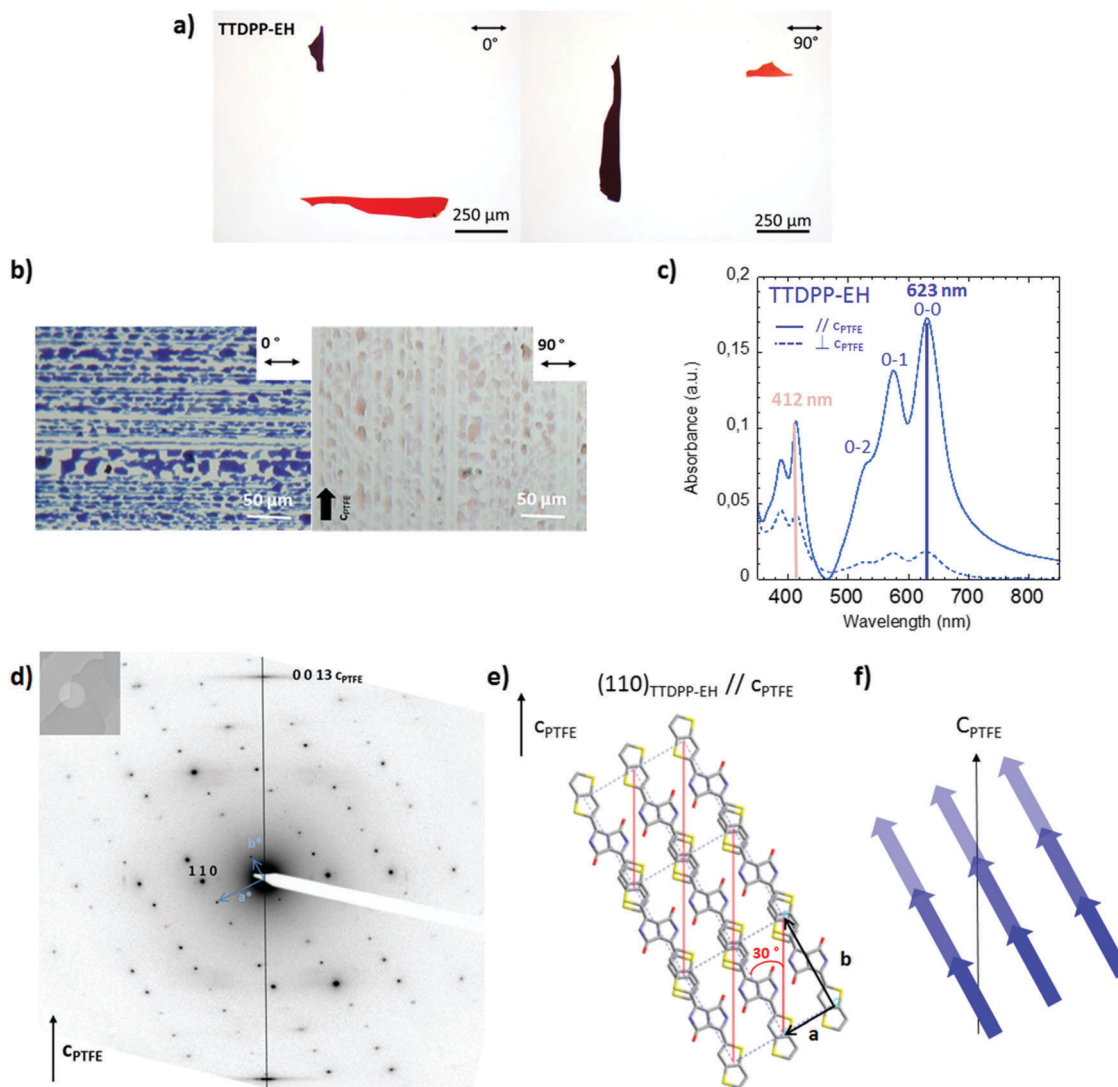 a)
TTDPP-EH
0°
90°
250 µm
250 µm
b)
0 °
90 °
50 µm
cPTFE
50 µm
c)
0,2
0,15
0,1
0,05
0
TTDPP-EH
// cPTFE
⊥ cPTFE
623 nm
0-0
0-1
0-2
412 nm
Absorbance (a.u.)
400 500 600 700 800
Wavelength (nm)
d)
0 0 13 cPTFE
1 1 0
b*
a*
cPTFE
e)
(110)TTDPP-EH // cPTFE
cPTFE
30 °
b
a
f)
CPTFE